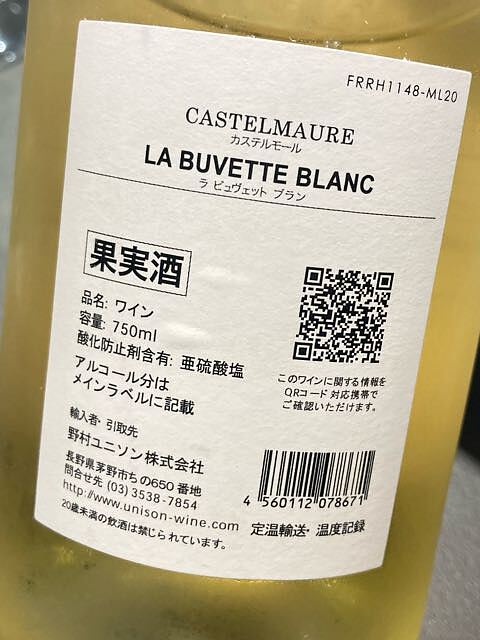 FRRH1148-ML20
CASTELMAURE
カステルモール
LA BUVETTE BLANC
ラ ビュヴェット ブラン
果実酒
品名: ワイン
容量: 750ml
酸化防止剤含有: 亜硫酸塩
アルコール分は
メインラベルに記載
このワインに関する情報を
QRコード対応携帯で
ご確認いただけます。
輸入者・引取先
野村ユニソン株式会社
長野県茅野市ちの650番地
問合せ先 (03) 3538-7854
http://www.unison-wine.com
20歳未満の飲酒は禁じられています。
4 560112 078671
定温輸送・温度記録